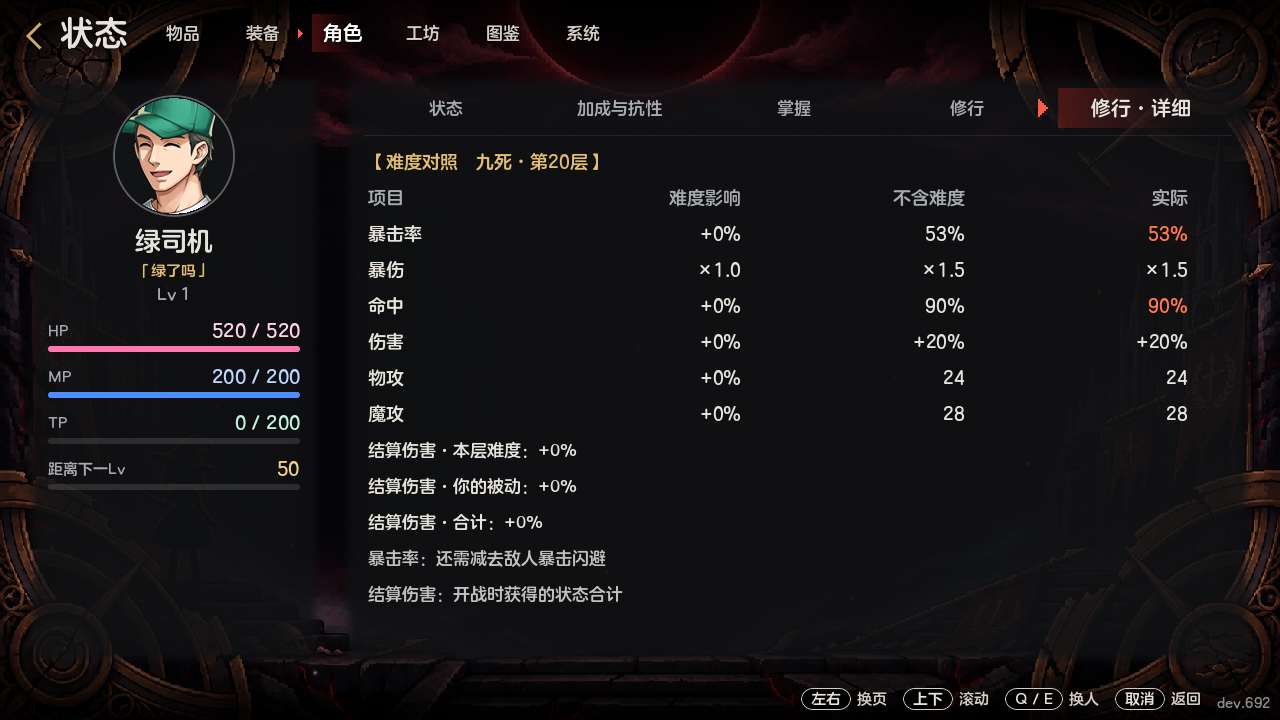 状态 物品 装备 角色 工坊 图鉴 系统
状态 加成与抗性 掌握 修行 修行·详细
绿司机
「绿了吗」
Lv 1
HP 520 / 520
MP 200 / 200
TP 0 / 200
距离下一Lv 50
【难度对照 九死·第20层】
项目 难度影响 不含难度 实际
暴击率 +0% 53% 53%
暴伤 ×1.0 ×1.5 ×1.5
命中 +0% 90% 90%
伤害 +0% +20% +20%
物攻 +0% 24 24
魔攻 +0% 28 28
结算伤害·本层难度：+0%
结算伤害·你的被动：+0%
结算伤害·合计：+0%
暴击率：还需减去敌人暴击闪避
结算伤害：开战时获得的状态合计
左右 换页 上下 滚动 Q / E 换人 取消 返回 dev.692